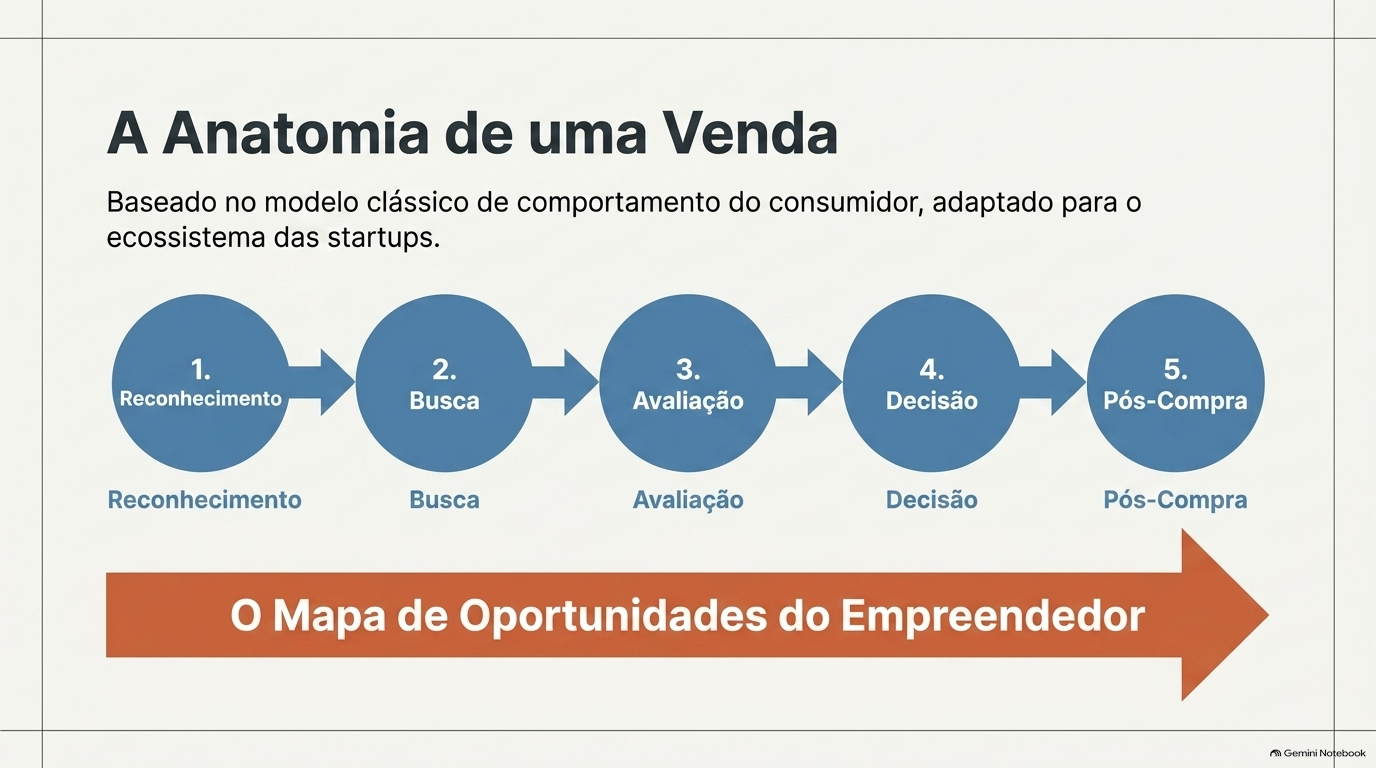 A Anatomia de uma Venda
Baseado no modelo clássico de comportamento do consumidor, adaptado para o
ecossistema das startups.
1.
Reconhecimento
2.
Busca
3.
Avaliação
4.
Decisão
5.
Pós-Compra
Reconhecimento
Busca
Avaliação
Decisão
Pós-Compra
O Mapa de Oportunidades do Empreendedor
Gemini Notebook